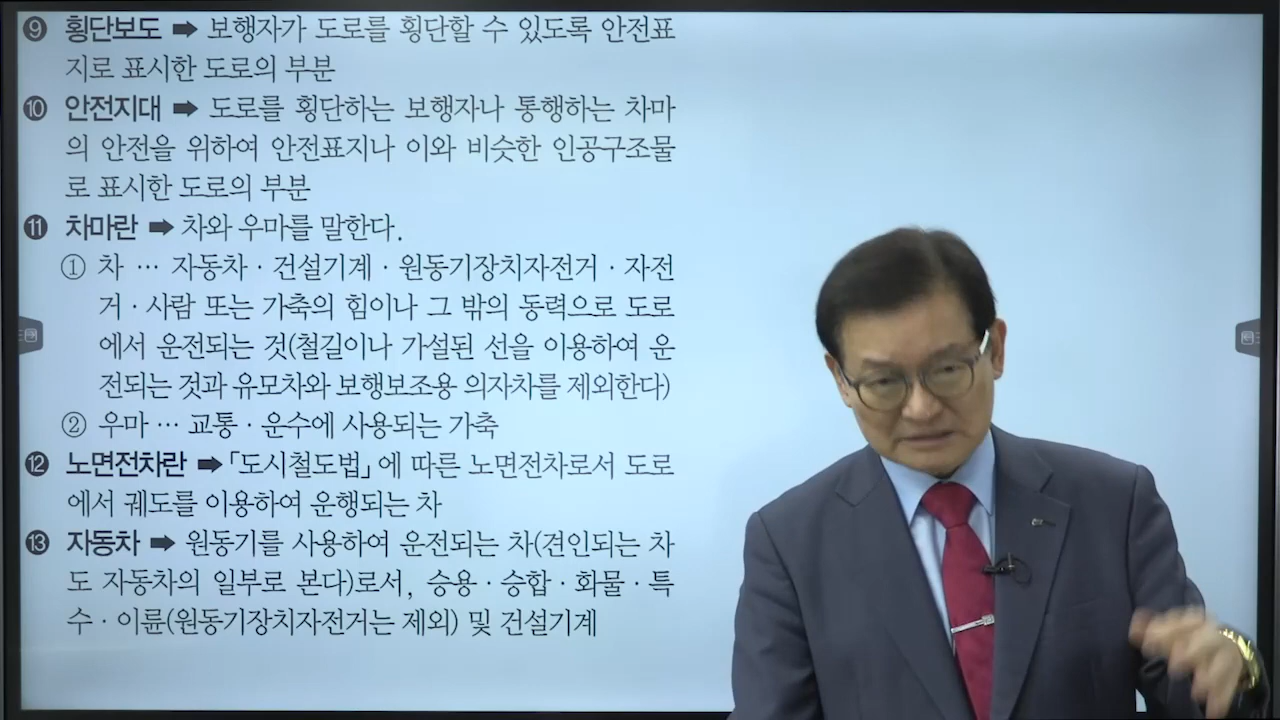 ❾ 횡단보도 ➡ 보행자가 도로를 횡단할 수 있도록 안전표
지로 표시한 도로의 부분
❿ 안전지대 ➡ 도로를 횡단하는 보행자나 통행하는 차마
의 안전을 위하여 안전표지나 이와 비슷한 인공구조물
로 표시한 도로의 부분
⓫ 차마란 ➡ 차와 우마를 말한다.
① 차 … 자동차·건설기계·원동기장치자전거·자전
거·사람 또는 가축의 힘이나 그 밖의 동력으로 도로
에서 운전되는 것(철길이나 가설된 선을 이용하여 운
전되는 것과 유모차와 보행보조용 의자차를 제외한다)
② 우마 … 교통·운수에 사용되는 가축
⓬ 노면전차란 ➡ 「도시철도법」에 따른 노면전차로서 도로
에서 궤도를 이용하여 운행되는 차
⓭ 자동차 ➡ 원동기를 사용하여 운전되는 차(견인되는 차
도 자동차의 일부로 본다)로서, 승용·승합·화물·특
수·이륜(원동기장치자전거는 제외) 및 건설기계